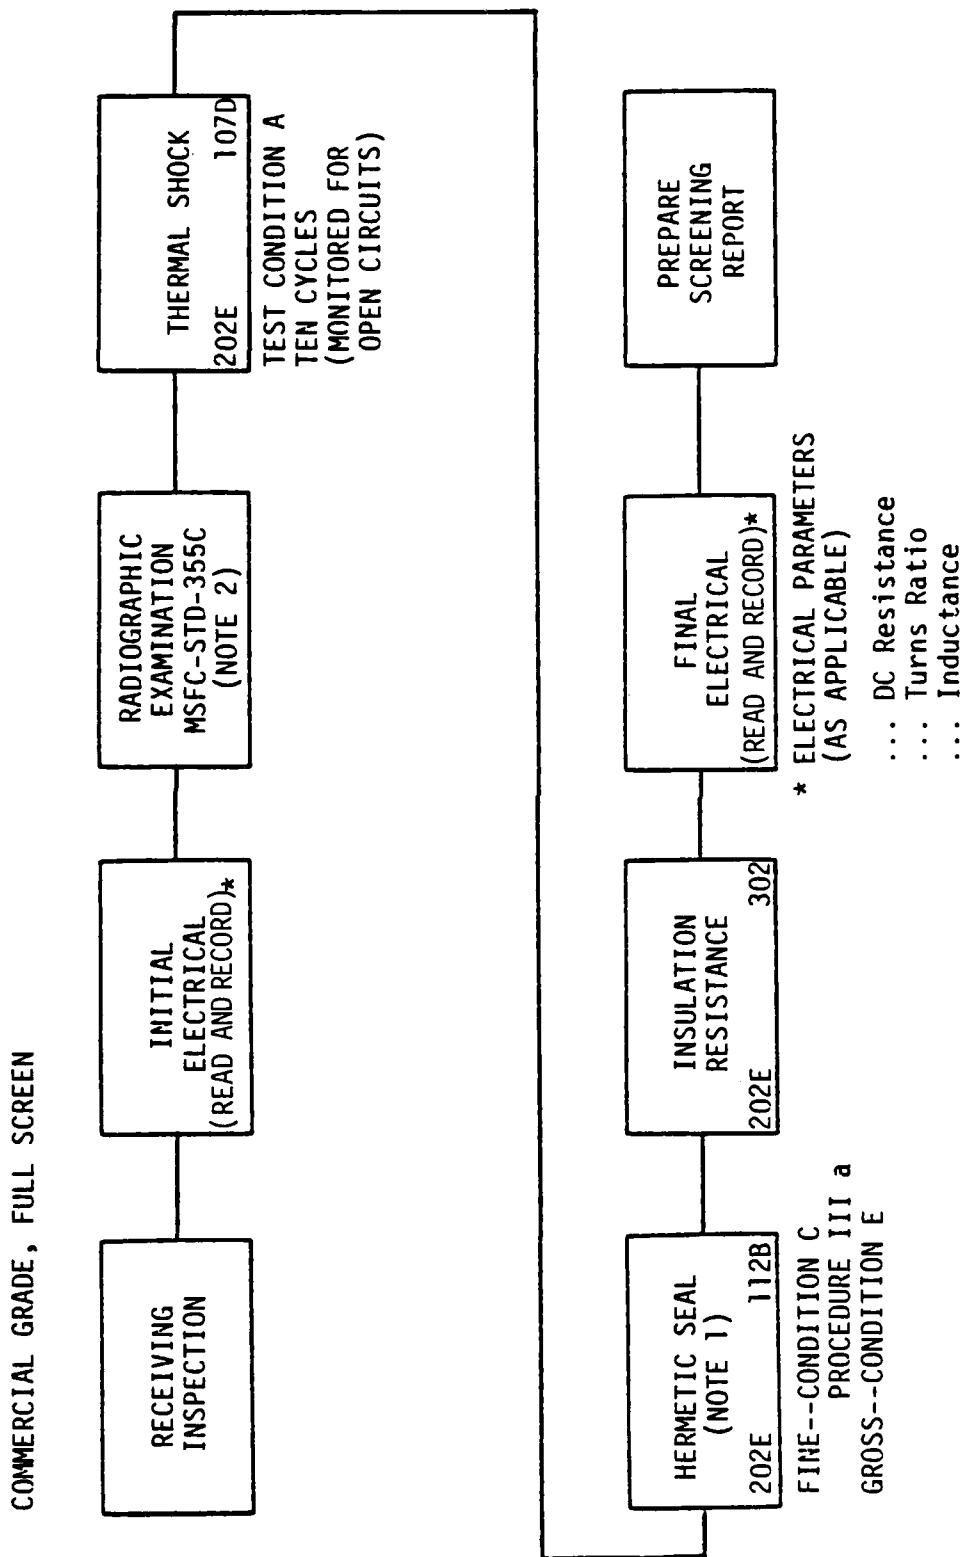 COMMERCIAL GRADE, FULL SCREEN
RECEIVING
INSPECTION
INITIAL
ELECTRICAL
(READ AND RECORD)*
RADIOGRAPHIC
EXAMINATION
MSFC-STD-355C
(NOTE 2)
THERMAL SHOCK
202E 107D
TEST CONDITION A
TEN CYCLES
(MONITORED FOR
OPEN CIRCUITS)
HERMETIC SEAL
(NOTE 1)
202E 112B
FINE--CONDITION C
PROCEDURE III a
GROSS--CONDITION E
INSULATION
RESISTANCE
202E 302
FINAL
ELECTRICAL
(READ AND RECORD)*
* ELECTRICAL PARAMETERS
(AS APPLICABLE)
... DC Resistance
... Turns Ratio
... Inductance
PREPARE
SCREENING
REPORT